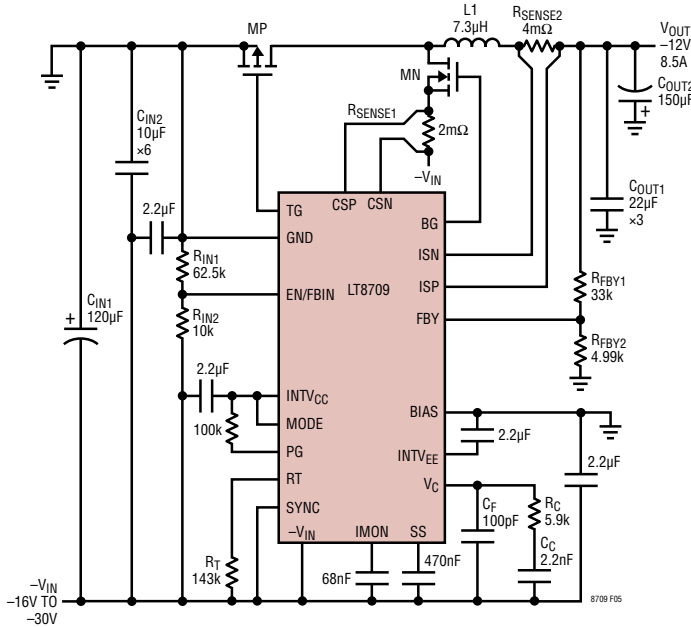 L1
7.3µH
RSENSE2
4mΩ
VOUT
–12V
8.5A
MP
MN
COUT2
150µF
+
RSENSE1
2mΩ
–VIN
CIN2
10µF
×6
2.2µF
COUT1
22µF
×3
CIN1
120µF
+
RIN1
62.5k
RIN2
10k
TG
CSP
CSN
GND
BG
ISN
EN/FBIN
LT8709
ISP
FBY
RFBY1
33k
RFBY2
4.99k
2.2µF
100k
INTVCC
MODE
PG
RT
SYNC
BIAS
INTVEE
VC
2.2µF
2.2µF
–VIN
IMON
SS
RT
143k
68nF
470nF
CF
100pF
RC
5.9k
CC
2.2nF
–VIN
–16V TO
–30V
8709 F05